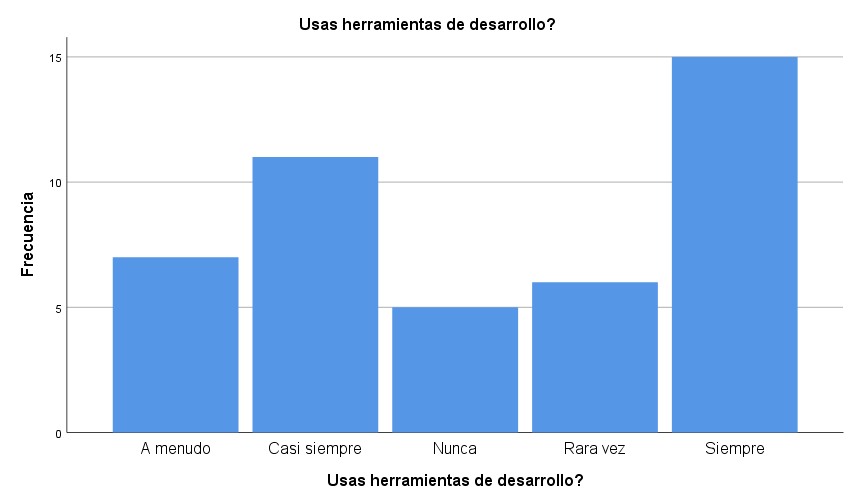 Usas herramientas de desarrollo?
Frecuencia
15
10
5
0
A menudo
Casi siempre
Nunca
Rara vez
Siempre
Usas herramientas de desarrollo?